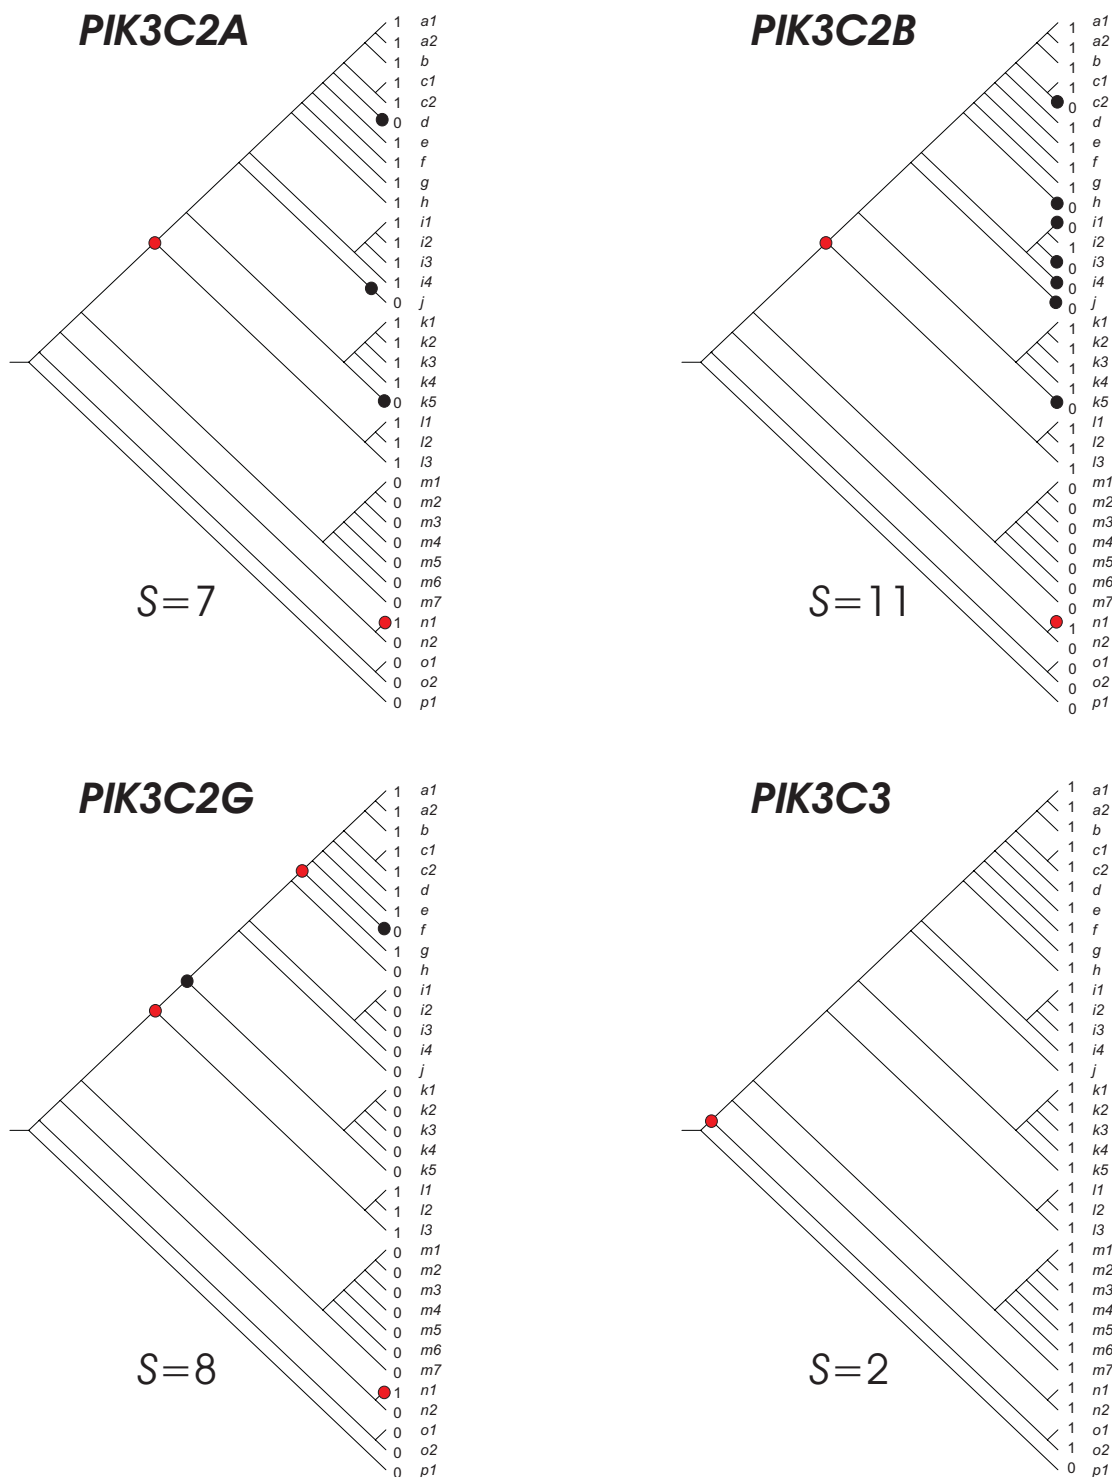 PIK3C2A
1 a1
1 a2
1 b
1 c1
1 c2
0 d
1 e
1 f
1 g
1 h
1 i1
1 i2
1 i3
1 i4
0 j
1 k1
1 k2
1 k3
1 k4
0 k5
1 l1
1 l2
1 l3
0 m1
0 m2
0 m3
0 m4
0 m5
0 m6
0 m7
1 n1
0 n2
0 o1
0 o2
0 p1
S=7
PIK3C2B
1 a1
1 a2
1 b
1 c1
0 c2
1 d
1 e
1 f
1 g
0 h
0 i1
1 i2
0 i3
0 i4
0 j
1 k1
1 k2
1 k3
1 k4
0 k5
1 l1
1 l2
1 l3
0 m1
0 m2
0 m3
0 m4
0 m5
0 m6
0 m7
1 n1
0 n2
0 o1
0 o2
0 p1
S=11
PIK3C2G
1 a1
1 a2
1 b
1 c1
1 c2
1 d
1 e
0 f
1 g
0 h
0 i1
0 i2
0 i3
0 i4
0 j
0 k1
0 k2
0 k3
0 k4
0 k5
1 l1
1 l2
1 l3
0 m1
0 m2
0 m3
0 m4
0 m5
0 m6
0 m7
1 n1
0 n2
0 o1
0 o2
0 p1
S=8
PIK3C3
1 a1
1 a2
1 b
1 c1
1 c2
1 d
1 e
1 f
1 g
1 h
1 i1
1 i2
1 i3
1 i4
1 j
1 k1
1 k2
1 k3
1 k4
1 k5
1 l1
1 l2
1 l3
1 m1
1 m2
1 m3
1 m4
1 m5
1 m6
1 m7
1 n1
1 n2
1 o1
1 o2
0 p1
S=2